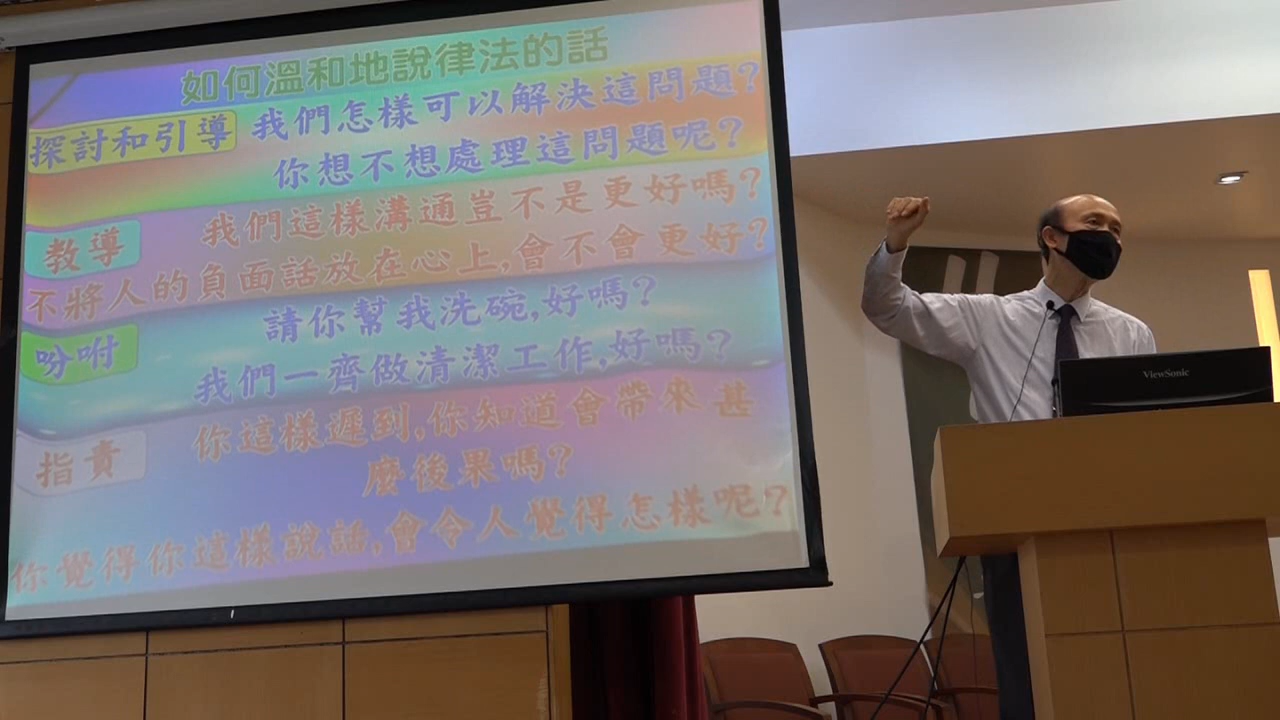 如何溫和地說律法的話
探討和引導 我們怎樣可以解決這問題?
你想不想處理這問題呢?
教導 我們這樣溝通豈不是更好嗎?
不將人的負面話放在心上,會不會更好?
吩咐 請你幫我洗碗,好嗎?
我們一齊做清潔工作,好嗎?
指責 你這樣遲到,你知道會帶來甚
麼後果嗎?
你覺得你這樣說話,會令人覺得怎樣呢?
ViewSonic